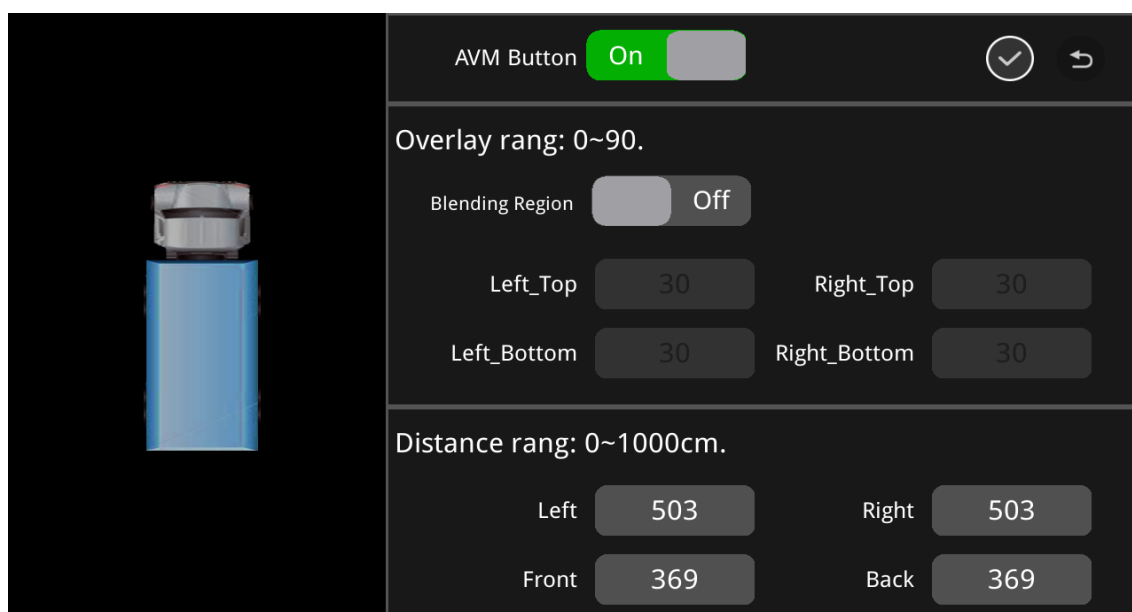 AVM Button On
Overlay rang: 0~90.
Blending Region Off
Left_Top 30 Right_Top 30
Left_Bottom 30 Right_Bottom 30
Distance rang: 0~1000cm.
Left 503 Right 503
Front 369 Back 369